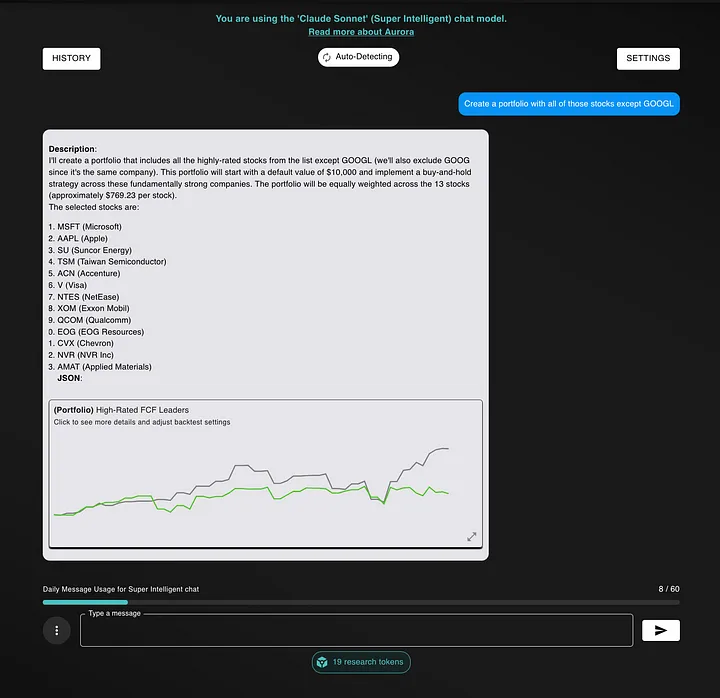 You are using the 'Claude Sonnet' (Super Intelligent) chat model.
Read more about Aurora
HISTORY
Auto-Detecting
SETTINGS
Create a portfolio with all of those stocks except GOOGL
Description:
I'll create a portfolio that includes all the highly-rated stocks from the list except GOOGL (we'll also exclude GOOG
since it's the same company). This portfolio will start with a default value of $10,000 and implement a buy-and-hold
strategy across these fundamentally strong companies. The portfolio will be equally weighted across the 13 stocks
(approximately $769.23 per stock).
The selected stocks are:
1. MSFT (Microsoft)
2. AAPL (Apple)
3. SU (Suncor Energy)
4. TSM (Taiwan Semiconductor)
5. ACN (Accenture)
6. V (Visa)
7. NTES (NetEase)
8. XOM (Exxon Mobil)
9. QCOM (Qualcomm)
0. EOG (EOG Resources)
1. CVX (Chevron)
2. NVR (NVR Inc)
3. AMAT (Applied Materials)
JSON:
(Portfolio) High-Rated FCF Leaders
Click to see more details and adjust backtest settings
Daily Message Usage for Super Intelligent chat
8 / 60
Type a message
19 research tokens